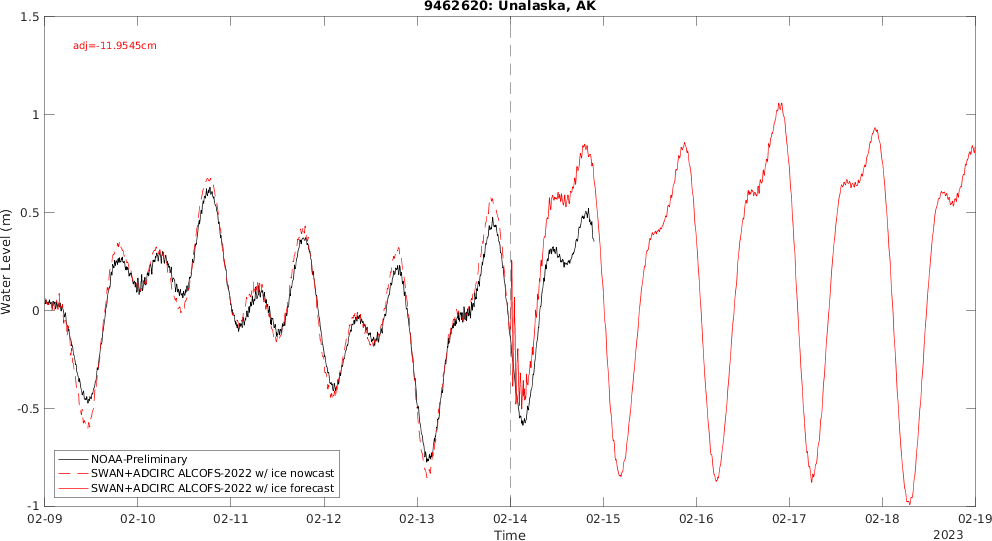 9462620: Unalaska, AK
adj=-11.9545cm
1.5
1
0.5
0
-0.5
-1
Water Level (m)
NOAA-Preliminary
SWAN+ADCIRC ALCOFS-2022 w/ ice nowcast
SWAN+ADCIRC ALCOFS-2022 w/ ice forecast
02-09 02-10 02-11 02-12 02-13 02-14 02-15 02-16 02-17 02-18 02-19
Time
2023